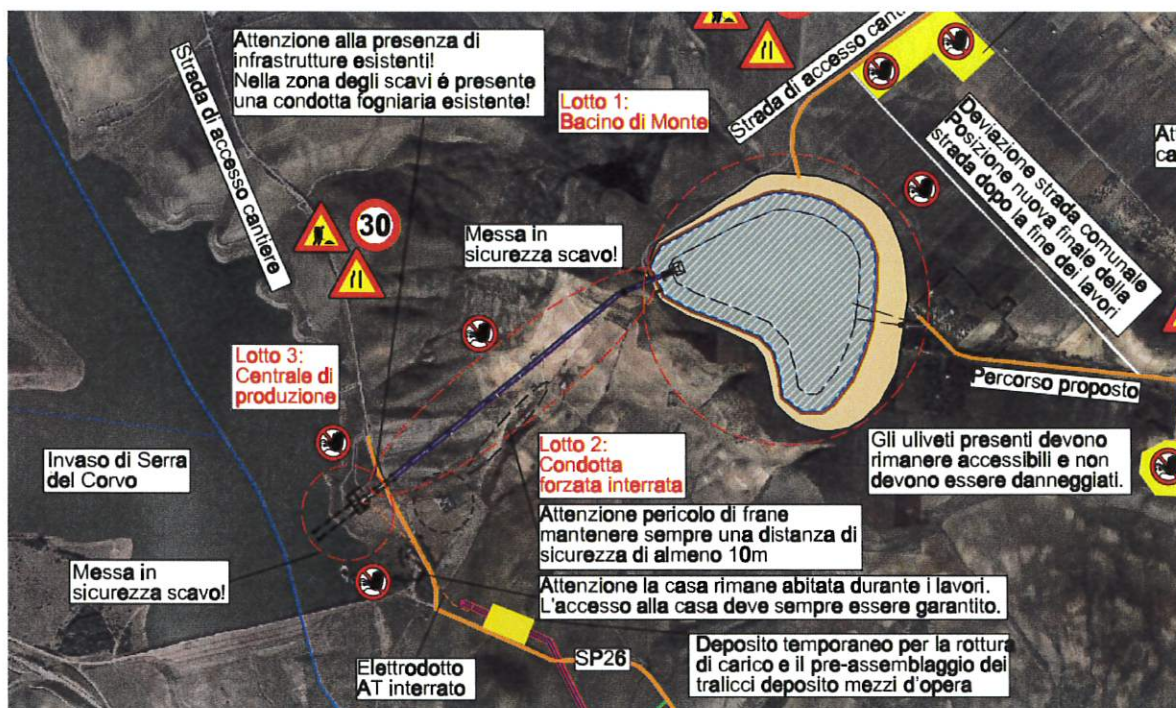 Attenzione alla presenza di
infrastrutture esistenti!
Nella zona degli scavi é presente
una condotta fogniaria esistente!
Strada di accesso cantiere
Lotto 1:
Bacino di Monte
Strada di accesso
Deviazione strada comunale
Posizione nuova finale della
strada dopo la fine dei lavori
At
ca
30
Messa in
sicurezza scavo!
Lotto 3:
Centrale di
produzione
Percorso proposto
Invaso di Serra
del Corvo
Lotto 2:
Condotta
forzata interrata
Gli uliveti presenti devono
rimanere accessibili e non
devono essere danneggiati.
Attenzione pericolo di frane
mantenere sempre una distanza di
sicurezza di almeno 10m
Messa in
sicurezza scavo!
Attenzione la casa rimane abitata durante i lavori.
L'accesso alla casa deve sempre essere garantito.
Elettrodotto
AT interrato
SP26
Deposito temporaneo per la rottura
di carico e il pre-assemblaggio dei
tralicci deposito mezzi d'opera